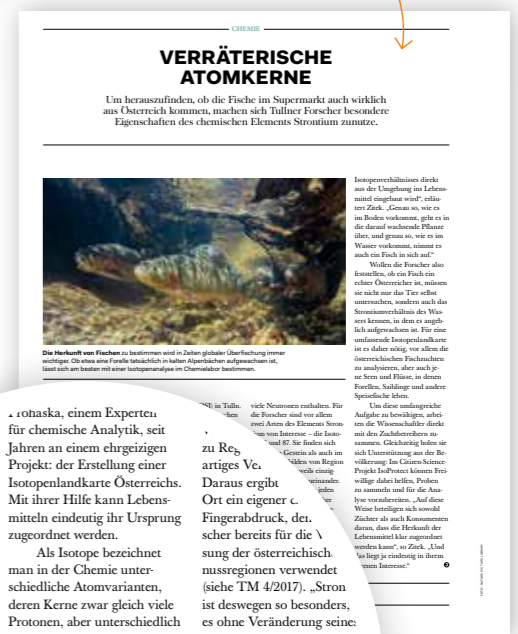 CHEMIE
VERRÄTERISCHE
ATOMKERNE
Um herauszufinden, ob die Fische im Supermarkt auch wirklich
aus Österreich kommen, machen sich Tullner Forscher besondere
Eigenschaften des chemischen Elements Strontium zunutze.
Die Herkunft von Fischen zu bestimmen wird in Zeiten globaler Überfischung immer
wichtiger. Ob etwa eine Forelle tatsächlich in kalten Alpenbächen aufgewachsen ist,
lässt sich am besten mit einer Isotopenanalyse im Chemielabor bestimmen.
in Tulln.
rohaska, einem Experten
für chemische Analytik, seit
Jahren an einem ehrgeizigen
Projekt: der Erstellung einer
Isotopenlandkarte Österreichs.
Mit ihrer Hilfe kann Lebens-
mitteln eindeutig ihr Ursprung
zugeordnet werden.
Als Isotope bezeichnet
man in der Chemie unter-
schiedliche Atomvarianten,
deren Kerne zwar gleich viele
Protonen, aber unterschiedlich
viele Neutronen enthalten. Für
die Forscher sind vor allem
zwei Arten des Elements Stron-
von Interesse – die Isoto-
und 87. Sie finden sich
Gestein als auch im
bilden von Region
weils einzig-
zu Reg
artiges Ve
Daraus ergibt
Ort ein eigener c
Fingerabdruck, der
scher bereits für die
sung der österreichisch
nussregionen verwendet
(siehe TM 4/2017). „Stron
ist deswegen so besonders,
es ohne Veränderung seines
Isotopenverhältnisses direkt
aus der Umgebung ins Lebens-
mittel eingebaut wird“, erläu-
tert Zitek. „Genau so, wie es
im Boden vorkommt, geht es in
die darauf wachsende Pflanze
über, und genau so, wie es im
Wasser vorkommt, nimmt es
auch ein Fisch in sich auf.“
Wollen die Forscher also
feststellen, ob ein Fisch ein
echter Österreicher ist, müssen
sie nicht nur das Tier selbst
untersuchen, sondern auch das
Strontiumverhältnis des Was-
sers kennen, in dem es angeb-
lich aufgewachsen ist. Für eine
umfassende Isotopenlandkarte
ist es daher nötig, vor allem die
österreichischen Fischzuchten
zu analysieren, aber auch je-
ne Seen und Flüsse, in denen
Forellen, Saiblinge und andere
Speisefische leben.
Um diese umfangreiche
Aufgabe zu bewältigen, arbei-
ten die Wissenschaftler direkt
mit den Zuchtbetreibern zu-
sammen. Gleichzeitig holen sie
sich Unterstützung aus der Be-
völkerung: Im Citizen-Science-
Projekt IsoProtect können Frei-
willige dabei helfen, Proben
zu sammeln und für die Ana-
lyse vorzubereiten. „Auf diese
Weise beteiligen sich sowohl
Züchter als auch Konsumenten
daran, dass die Herkunft der
Lebensmittel klar zugeordnet
werden kann“, so Zitek. „Und
das liegt ja eindeutig in ihrem
Interesse.“